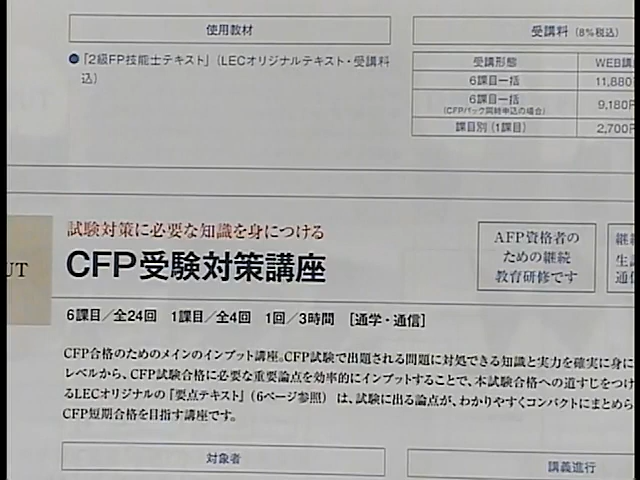 使用教材
●「2級FP技能士テキスト」(LECオリジナルテキスト・受講料
込)
受講料 (8%税込)
受講形態 WEB講
6課目一括 11,880円
6課目一括 9,180円
(CFPパック同時申込の場合)
課目別(1課目) 2,700円
UT
試験対策に必要な知識を身につける
CFP受験対策講座
AFP資格者の
ための継続
教育研修です
継
生
通信
6課目/全24回 1課目/全4回 1回/3時間 [通学・通信]
CFP合格のためのメインのインプット講座。CFP試験で出題される問題に対処できる知識と実力を確実に身に
レベルから、CFP試験合格に必要な重要論点を効率的にインプットすることで、本試験合格への道すじをつけ
るLECオリジナルの『要点テキスト』(6ページ参照)は、試験に出る論点が、わかりやすくコンパクトにまとめら
CFP短期合格を目指す講座です。
対象者
講義進行